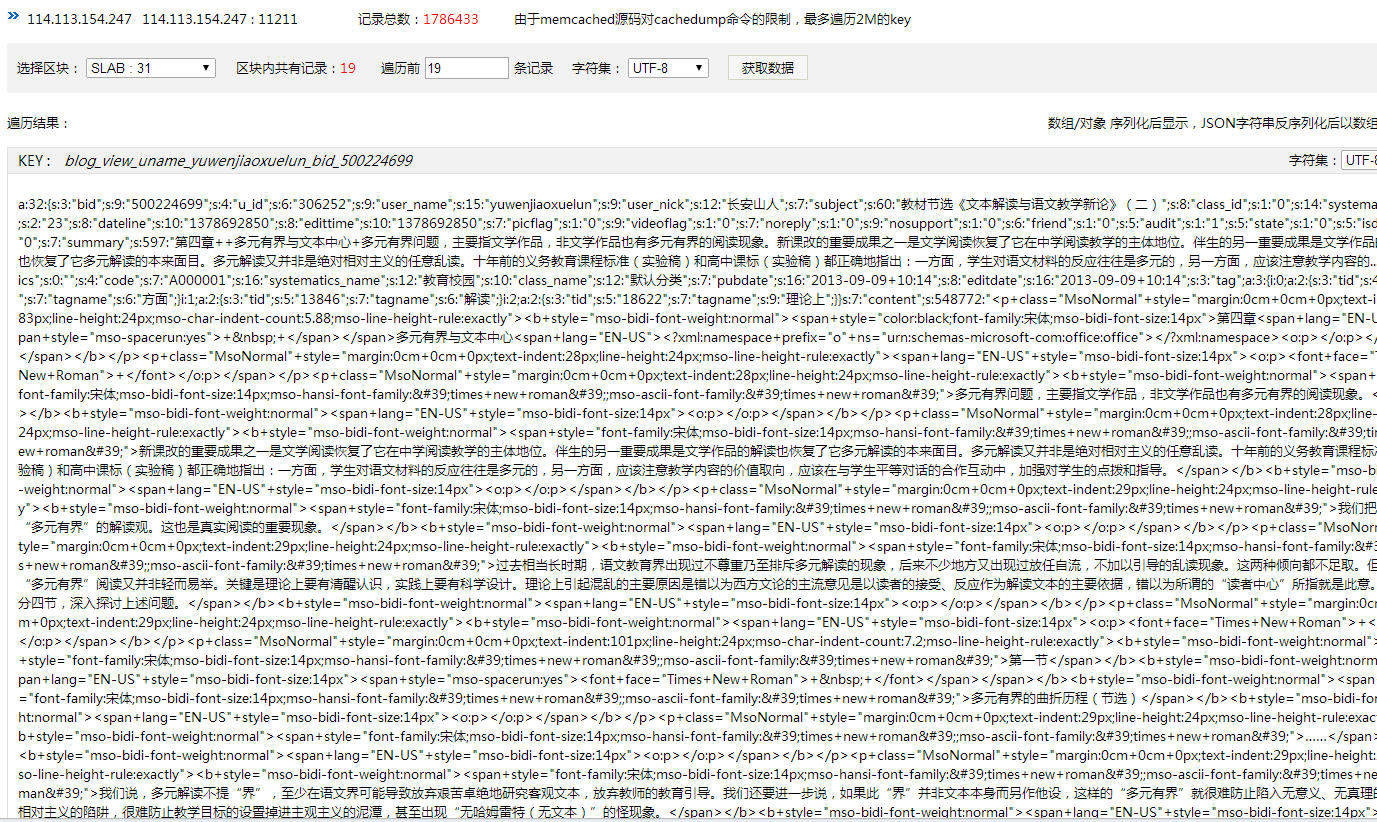 » 114.113.154.247 114.113.154.247 : 11211 记录总数：1786433 由于memcached源码对cachedump命令的限制，最多遍历2M的key
选择区块： SLAB : 31 ▼ 区块内共有记录：19 遍历前 19 条记录 字符集： UTF-8 ▼ 获取数据
遍历结果： 数组/对象 序列化后显示，JSON字符串反序列化后以数组
KEY： blog_view_uname_yuwenjiaoxuelun_bid_500224699 字符集： UTF-8
a:32:{s:3:"bid";s:9:"500224699";s:4:"u_id";s:6:"306252";s:9:"user_name";s:15:"yuwenjiaoxuelun";s:9:"user_nick";s:12:"长安山人";s:7:"subject";s:60:"教材节选《文本解读与语文教学新论》（二）";s:8:"class_id";s:1:"0";s:14:"systema
;s:2:"23";s:8:"dateline";s:10:"1378692850";s:8:"edittime";s:10:"1378692850";s:7:"picflag";s:1:"0";s:9:"videoflag";s:1:"0";s:7:"noreply";s:1:"0";s:9:"nosupport";s:1:"0";s:6:"friend";s:1:"0";s:5:"audit";s:1:"1";s:5:"state";s:1:"0";s:5:"isd
"0";s:7:"summary";s:597:"第四章++多元有界与文本中心+多元有界问题，主要指文学作品，非文学作品也有多元有界的阅读现象。新课改的重要成果之一是文学阅读恢复了它在中学阅读教学的主体地位。伴生的另一重要成果是文学作品的
也恢复了它多元解读的本来面目。多元解读又并非是绝对相对主义的任意乱读。十年前的义务教育课程标准（实验稿）和高中课标（实验稿）都正确地指出：一方面，学生对语文材料的反应往往是多元的，另一方面，应该注意教学内容的...
ics";s:0:"";s:4:"code";s:7:"A000001";s:16:"systematics_name";s:12:"教育校园";s:10:"class_name";s:12:"默认分类";s:7:"pubdate";s:16:"2013-09-09+10:14";s:8:"editdate";s:16:"2013-09-09+10:14";s:3:"tag";a:3:{i:0;a:2:{s:3:"tid";s:4
";s:7:"tagname";s:6:"方面";}i:1;a:2:{s:3:"tid";s:5:"13846";s:7:"tagname";s:6:"解读";}i:2;a:2:{s:3:"tid";s:5:"18622";s:7:"tagname";s:9:"理论上";}}s:7:"content";s:548772:"<p+class="MsoNormal"+style="margin:0cm+0cm+0px;text-i
83px;line-height:24px;mso-char-indent-count:5.88;mso-line-height-rule:exactly"><b+style="mso-bidi-font-weight:normal"><span+style="color:black;font-family:宋体;mso-bidi-font-size:14px">第四章<span+lang="EN-U
pan+style="mso-spacerun:yes">+&nbsp;+</span></span>多元有界与文本中心<span+lang="EN-US"><?xml:namespace+prefix="o"+ns="urn:schemas-microsoft-com:office:office"></?xml:namespace><o:p></o:p></
</span></b></p><p+class="MsoNormal"+style="margin:0cm+0cm+0px;text-indent:28px;line-height:24px;mso-line-height-rule:exactly"><span+lang="EN-US"+style="mso-bidi-font-size:14px"><o:p><font+face="
New+Roman">+</font></o:p></span></p><p+class="MsoNormal"+style="margin:0cm+0cm+0px;text-indent:28px;line-height:24px;mso-line-height-rule:exactly"><b+style="mso-bidi-font-weight:normal"><span+
font-family:宋体;mso-bidi-font-size:14px;mso-hansi-font-family:&#39;times+new+roman&#39;;mso-ascii-font-family:&#39;times+new+roman&#39;">多元有界问题，主要指文学作品，非文学作品也有多元有界的阅读现象。<
></b><b+style="mso-bidi-font-weight:normal"><span+lang="EN-US"+style="mso-bidi-font-size:14px"><o:p></o:p></span></b></p><p+class="MsoNormal"+style="margin:0cm+0cm+0px;text-indent:28px;line-
24px;mso-line-height-rule:exactly"><b+style="mso-bidi-font-weight:normal"><span+style="font-family:宋体;mso-bidi-font-size:14px;mso-hansi-font-family:&#39;times+new+roman&#39;;mso-ascii-font-family:&#39;ti
ew+roman&#39;">新课改的重要成果之一是文学阅读恢复了它在中学阅读教学的主体地位。伴生的另一重要成果是文学作品的解读也恢复了它多元解读的本来面目。多元解读又并非是绝对相对主义的任意乱读。十年前的义务教育课程标准
验稿）和高中课标（实验稿）都正确地指出：一方面，学生对语文材料的反应往往是多元的，另一方面，应该注意教学内容的价值取向，应该在与学生平等对话的合作互动中，加强对学生的点拨和指导。</span></b><b+style="mso-
-weight:normal"><span+lang="EN-US"+style="mso-bidi-font-size:14px"><o:p></o:p></span></b></p><p+class="MsoNormal"+style="margin:0cm+0cm+0px;text-indent:29px;line-height:24px;mso-line-height-rule
y"><b+style="mso-bidi-font-weight:normal"><span+style="font-family:宋体;mso-bidi-font-size:14px;mso-hansi-font-family:&#39;times+new+roman&#39;;mso-ascii-font-family:&#39;times+new+roman&#39;">我们把
“多元有界”的解读观。这也是真实阅读的重要现象。</span></b><b+style="mso-bidi-font-weight:normal"><span+lang="EN-US"+style="mso-bidi-font-size:14px"><o:p></o:p></span></b></p><p+class="MsoNorm
tyle="margin:0cm+0cm+0px;text-indent:29px;line-height:24px;mso-line-height-rule:exactly"><b+style="mso-bidi-font-weight:normal"><span+style="font-family:宋体;mso-bidi-font-size:14px;mso-hansi-font-family:&#3
s+new+roman&#39;;mso-ascii-font-family:&#39;times+new+roman&#39;">过去相当长时期，语文教育界出现过不尊重乃至排斥多元解读的现象，后来不少地方又出现过放任自流，不加以引导的乱读现象。这两种倾向都不足取。但
“多元有界”阅读又并非轻而易举。关键是理论上要有清醒认识，实践上要有科学设计。理论上引起混乱的主要原因是错以为西方文论的主流意见是以读者的接受、反应作为解读文本的主要依据，错以为所谓的“读者中心”所指就是此意。
分四节，深入探讨上述问题。</span></b><b+style="mso-bidi-font-weight:normal"><span+lang="EN-US"+style="mso-bidi-font-size:14px"><o:p></o:p></span></b></p><p+class="MsoNormal"+style="margin:0c
m+0px;text-indent:29px;line-height:24px;mso-line-height-rule:exactly"><b+style="mso-bidi-font-weight:normal"><span+lang="EN-US"+style="mso-bidi-font-size:14px"><o:p><font+face="Times+New+Roman">+<
</o:p></span></b></p><p+class="MsoNormal"+style="margin:0cm+0cm+0px;text-indent:101px;line-height:24px;mso-char-indent-count:7.2;mso-line-height-rule:exactly"><b+style="mso-bidi-font-weight:normal">
+style="font-family:宋体;mso-bidi-font-size:14px;mso-hansi-font-family:&#39;times+new+roman&#39;;mso-ascii-font-family:&#39;times+new+roman&#39;">第一节</span></b><b+style="mso-bidi-font-weight:norm
pan+lang="EN-US"+style="mso-bidi-font-size:14px"><span+style="mso-spacerun:yes"><font+face="Times+New+Roman">+&nbsp;+</font></span></span></b><b+style="mso-bidi-font-weight:normal"><span+
="font-family:宋体;mso-bidi-font-size:14px;mso-hansi-font-family:&#39;times+new+roman&#39;;mso-ascii-font-family:&#39;times+new+roman&#39;">多元有界的曲折历程（节选）</span></b><b+style="mso-bidi-for
ht:normal"><span+lang="EN-US"+style="mso-bidi-font-size:14px"><o:p></o:p></span></b></p><p+class="MsoNormal"+style="margin:0cm+0cm+0px;text-indent:29px;line-height:24px;mso-line-height-rule:exact
b+style="mso-bidi-font-weight:normal"><span+style="font-family:宋体;mso-bidi-font-size:14px;mso-hansi-font-family:&#39;times+new+roman&#39;;mso-ascii-font-family:&#39;times+new+roman&#39;">……</span>
<b+style="mso-bidi-font-weight:normal"><span+lang="EN-US"+style="mso-bidi-font-size:14px"><o:p></o:p></span></b></p><p+class="MsoNormal"+style="margin:0cm+0cm+0px;text-indent:29px;line-height:
so-line-height-rule:exactly"><b+style="mso-bidi-font-weight:normal"><span+style="font-family:宋体;mso-bidi-font-size:14px;mso-hansi-font-family:&#39;times+new+roman&#39;;mso-ascii-font-family:&#39;times+ne
man&#39;">我们说，多元解读不提“界”，至少在语文界可能导致放弃艰苦卓绝地研究客观文本，放弃教师的教育引导。我们还要进一步说，如果此“界”并非文本本身而另作他设，这样的“多元有界”就很难防止陷入无意义、无真理的
相对主义的陷阱，很难防止教学目标的设置掉进主观主义的泥潭，甚至出现“无哈姆雷特（无文本）”的怪现象。</span></b><b+style="mso-bidi-font-weight:normal"><span+lang="EN-US"+style="mso-bidi-font-size:14px">